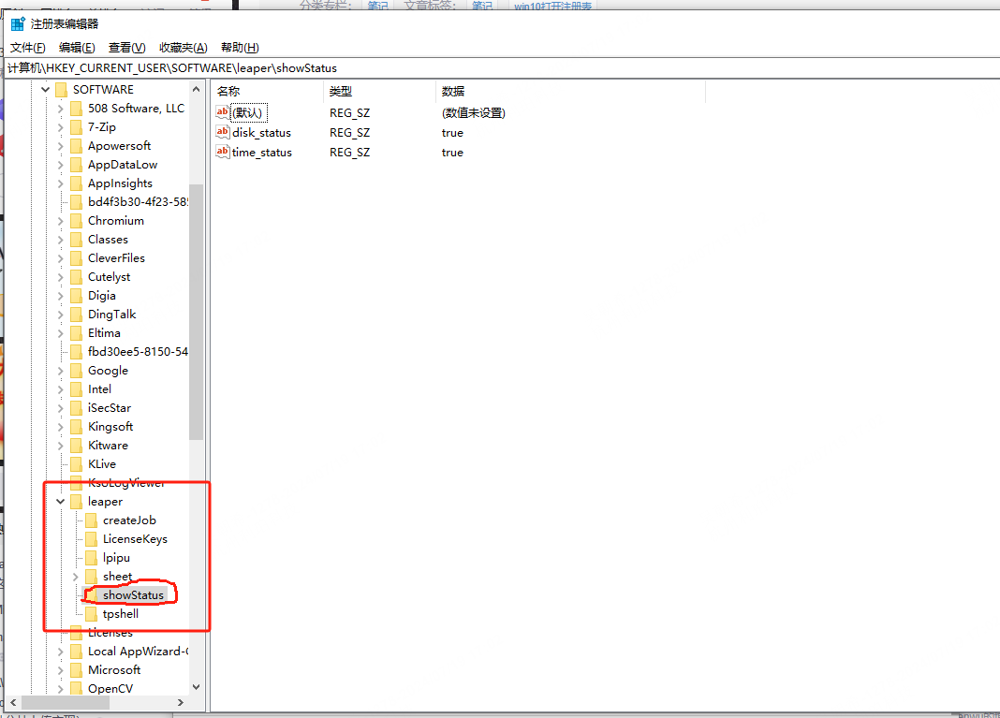 分类专栏： 笔记 文章标签： 笔记 win10打开注册表
注册表编辑器
文件(F) 编辑(E) 查看(V) 收藏夹(A) 帮助(H)
计算机\HKEY_CURRENT_USER\SOFTWARE\leaper\showStatus
SOFTWARE
508 Software, LLC
7-Zip
Apowersoft
AppDataLow
AppInsights
bd4f3b30-4f23-585
Chromium
Classes
CleverFiles
Cutelyst
Digia
DingTalk
Eltima
fbd30ee5-8150-54
Google
Intel
iSecStar
Kingsoft
Kitware
KLive
KsoLogViewer
leaper
createJob
LicenseKeys
lpipu
sheet
showStatus
tpshell
Licenses
Local AppWizard-
Microsoft
OpenCV
名称 类型 数据
(默认) REG_SZ (数值未设置)
disk_status REG_SZ true
time_status REG_SZ true